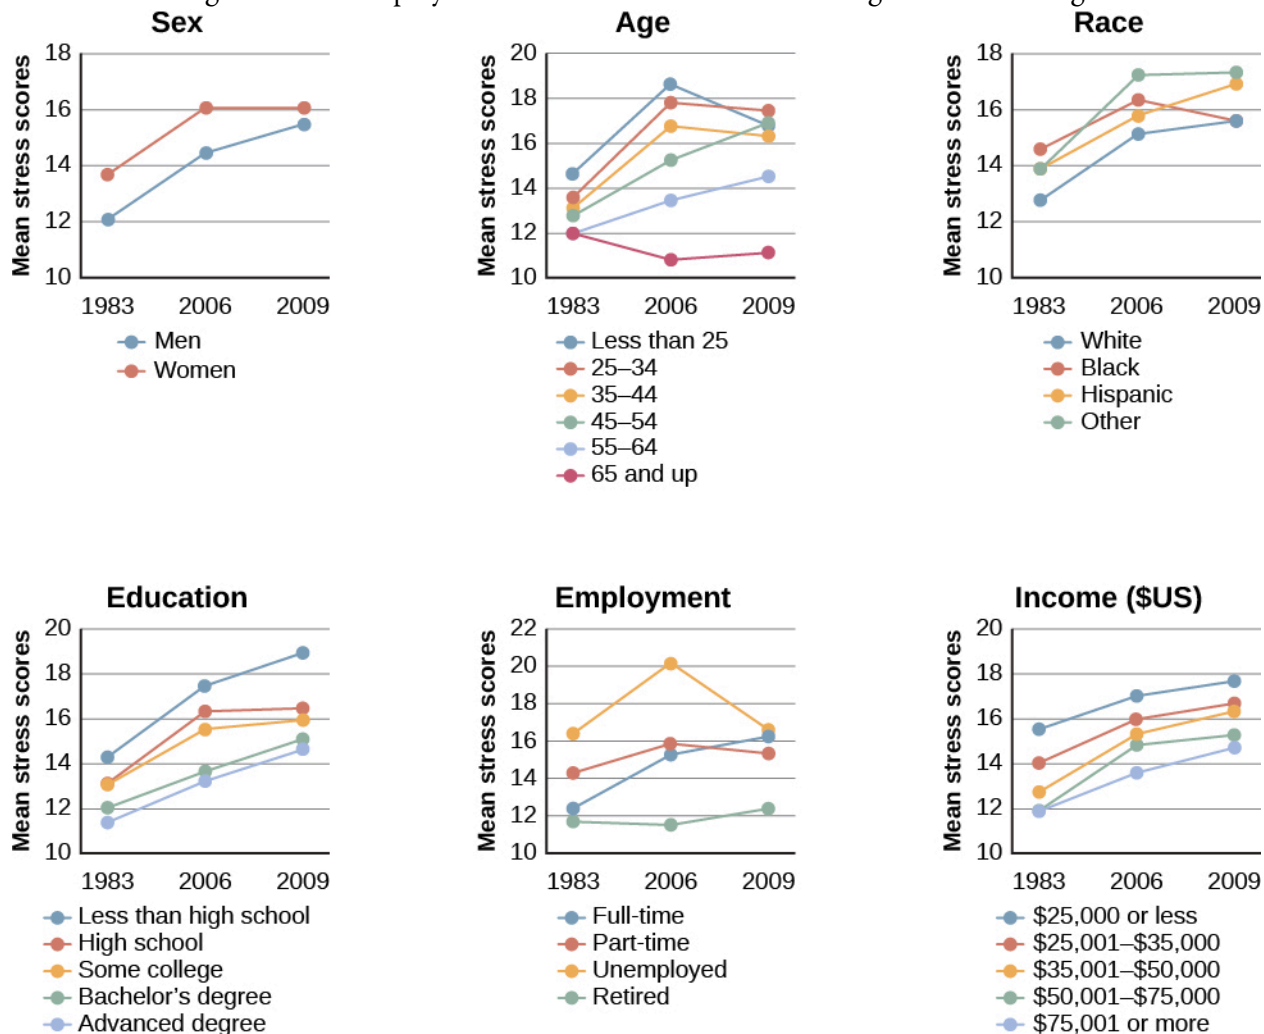 Sex
Age
Race
Mean stress scores
18
16
14
12
10
1983 2006 2009
Men
Women
Mean stress scores
20
18
16
14
12
10
1983 2006 2009
Less than 25
25–34
35–44
45–54
55–64
65 and up
Mean stress scores
18
16
14
12
10
1983 2006 2009
White
Black
Hispanic
Other
Education
Employment
Income ($US)
Mean stress scores
20
18
16
14
12
10
1983 2006 2009
Less than high school
High school
Some college
Bachelor's degree
Advanced degree
Mean stress scores
22
20
18
16
14
12
10
1983 2006 2009
Full-time
Part-time
Unemployed
Retired
Mean stress scores
20
18
16
14
12
10
1983 2006 2009
$25,000 or less
$25,001–$35,000
$35,001–$50,000
$50,001–$75,000
$75,001 or more